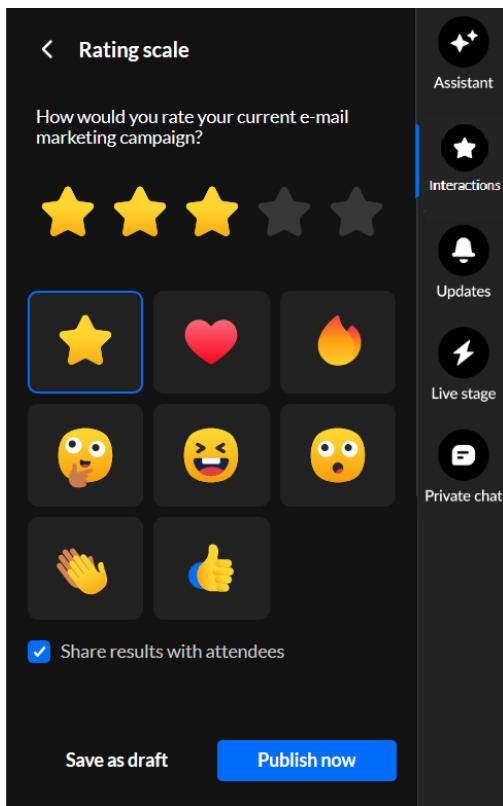 Rating scale
How would you rate your current e-mail
marketing campaign?
Share results with attendees
Save as draft
Publish now
Assistant
Interactions
Updates
Live stage
Private chat